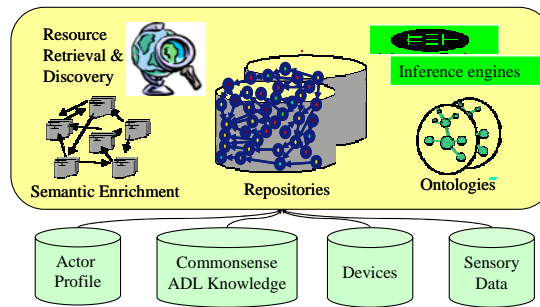 Resource
Retrieval &
Discovery
Inference engines
Semantic Enrichment
Repositories
Ontologies
Actor
Profile
Commonsense
ADL Knowledge
Devices
Sensory
Data